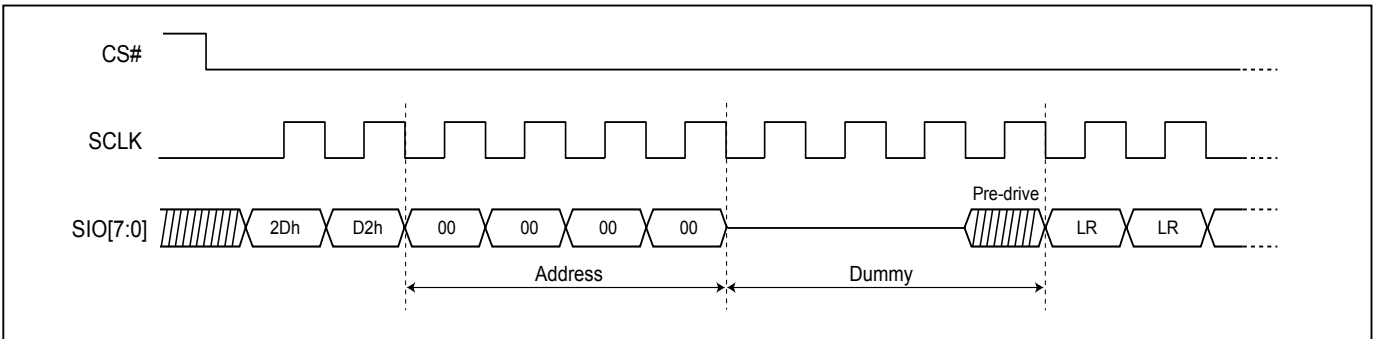 CS#
SCLK
Pre-drive
SIO[7:0] 2Dh D2h 00 00 00 00 LR LR
Address Dummy